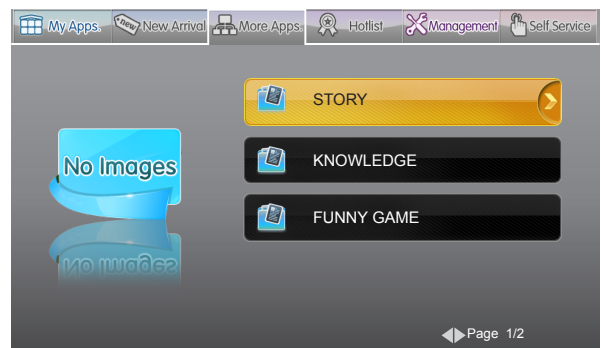 My Apps. new New Arrival More Apps. Hotlist Management Self Service
STORY
No Images
KNOWLEDGE
FUNNY GAME
Page 1/2